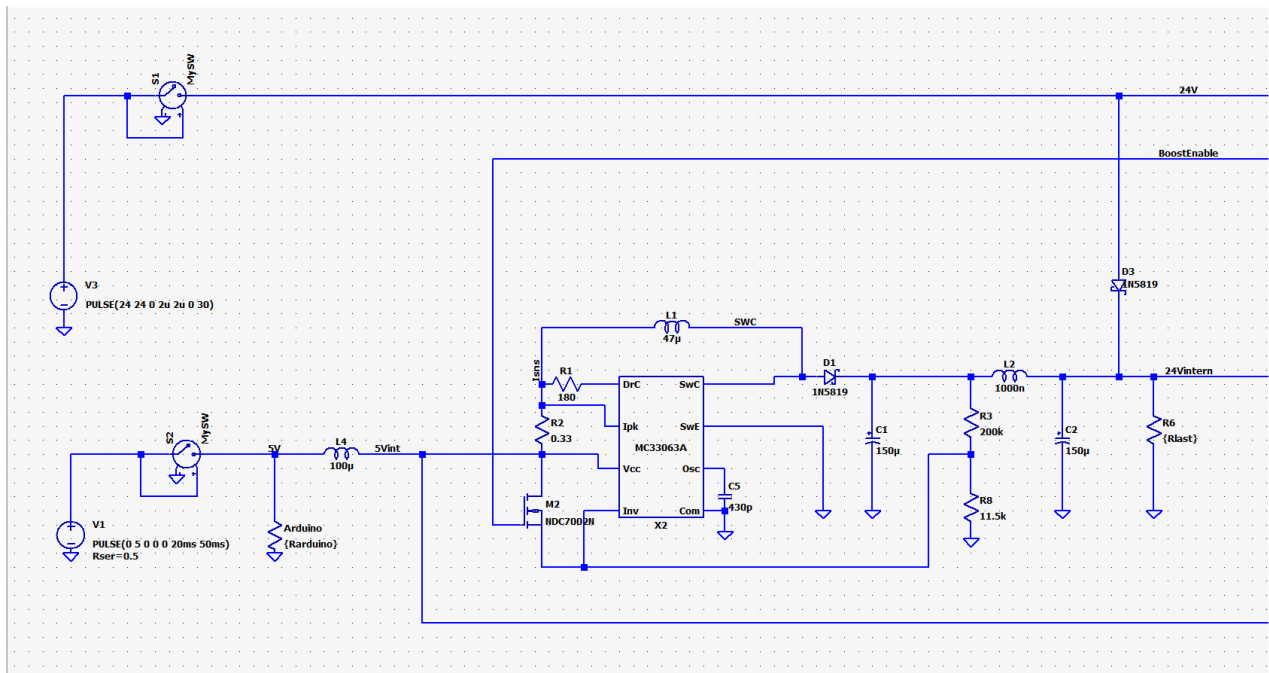 S1
MySW
24V
BoostEnable
V3
PULSE(24 24 0 2u 2u 0 30)
D3
1N5819
L1
47µ
SWC
Isns
R1
180
DrC
SwC
D1
1N5819
L2
1000n
24Vintern
R2
0.33
Ipk
SwE
MC33063A
Vcc
Osc
C5
430p
Inv
Com
X2
C1
150µ
R3
200k
C2
150µ
R6
{Rlast}
S2
MySW
5V
L4
100µ
5Vint
M2
NDC7002N
R8
11.5k
V1
PULSE(0 5 0 0 0 20ms 50ms)
Rser=0.5
Arduino
{Rarduino}